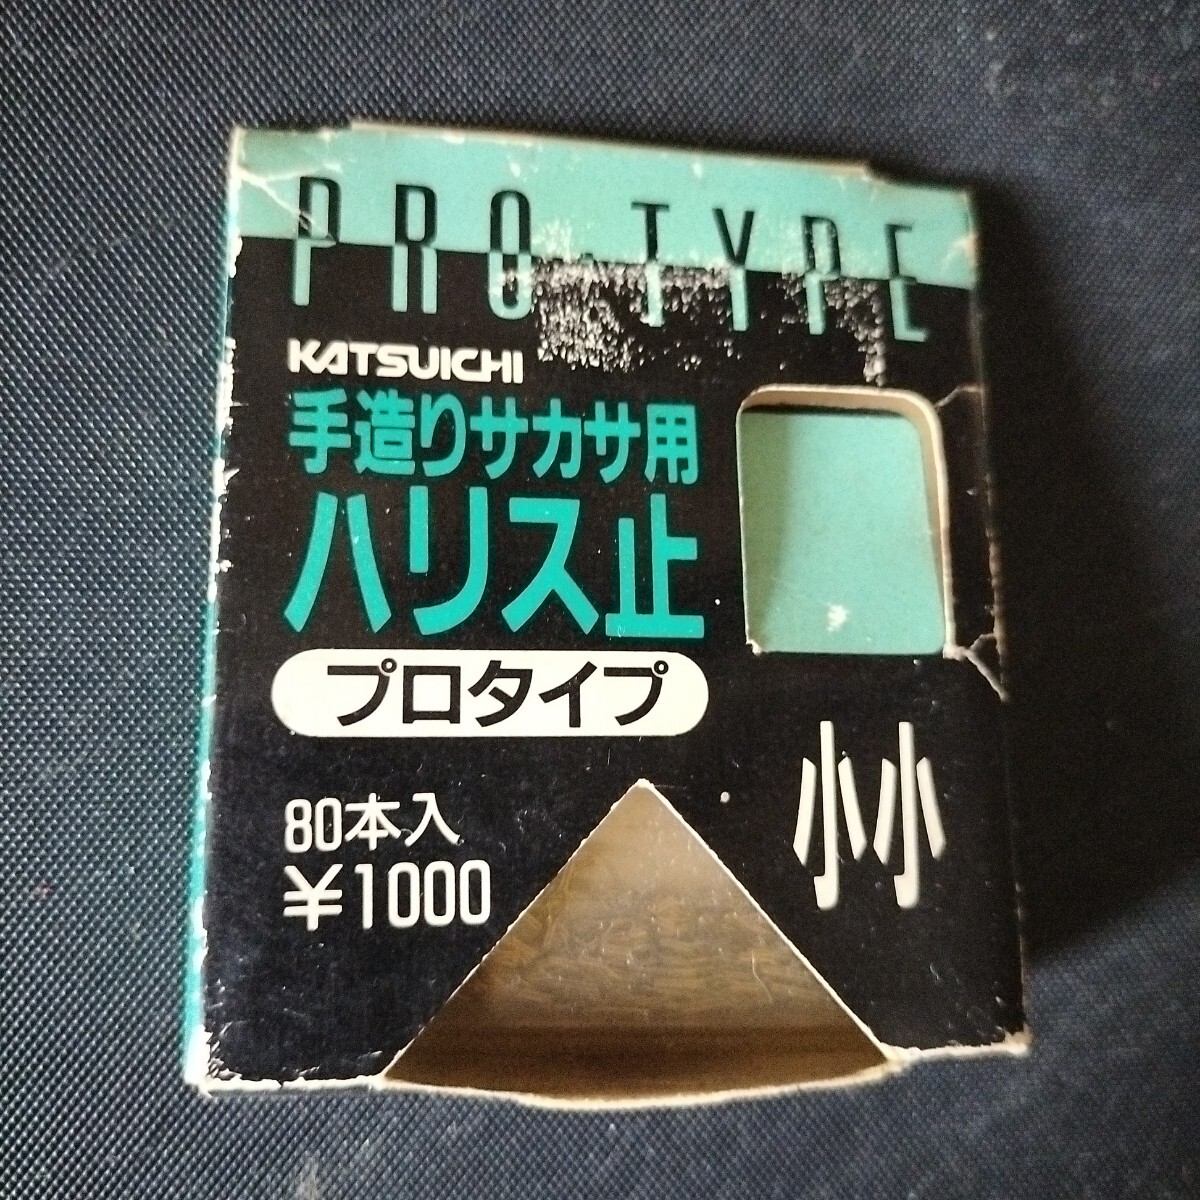 PRO-TYPE
KATSUICHI
手造りサカサ用
ハリス止
プロタイプ
小小
80本入
¥1000